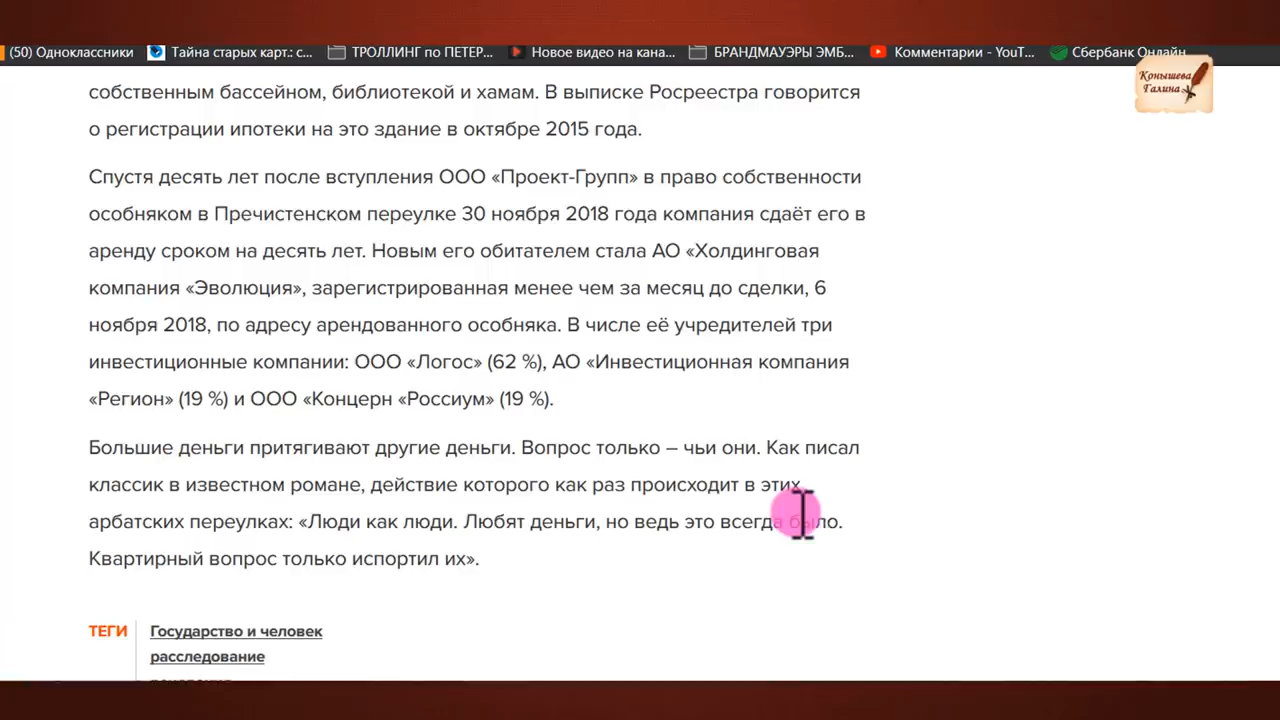 (50) Одноклассники
Тайна старых карт.: с...
ТРОЛЛИНГ по ПЕТЕР...
Новое видео на кана...
БРАНДМАУЭРЫ ЭМБ...
Комментарии - YouT...
Сбербанк Онлайн
Конышева
Галина
собственным бассейном, библиотекой и хамам. В выписке Росреестра говорится
о регистрации ипотеки на это здание в октябре 2015 года.
Спустя десять лет после вступления ООО «Проект-Групп» в право собственности
особняком в Пречистенском переулке 30 ноября 2018 года компания сдаёт его в
аренду сроком на десять лет. Новым его обитателем стала АО «Холдинговая
компания «Эволюция», зарегистрированная менее чем за месяц до сделки, 6
ноября 2018, по адресу арендованного особняка. В числе её учредителей три
инвестиционные компании: ООО «Логос» (62 %), АО «Инвестиционная компания
«Регион» (19 %) и ООО «Концерн «Россиум» (19 %).
Большие деньги притягивают другие деньги. Вопрос только – чьи они. Как писал
классик в известном романе, действие которого как раз происходит в этих
арбатских переулках: «Люди как люди. Любят деньги, но ведь это всегда было.
Квартирный вопрос только испортил их».
ТЕГИ
Государство и человек
расследование